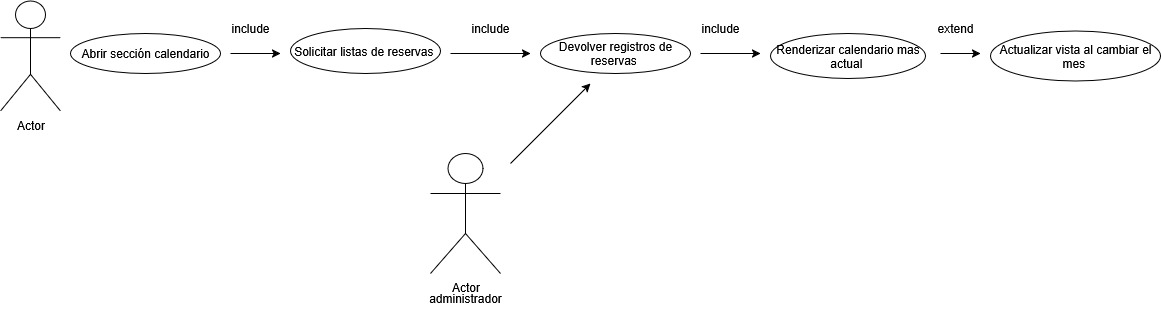 include
include
include
extend
Abrir sección calendario
Solicitar listas de reservas
Devolver registros de
reservas
Renderizar calendario mas
actual
Actualizar vista al cambiar el
mes
Actor
Actor
administrador